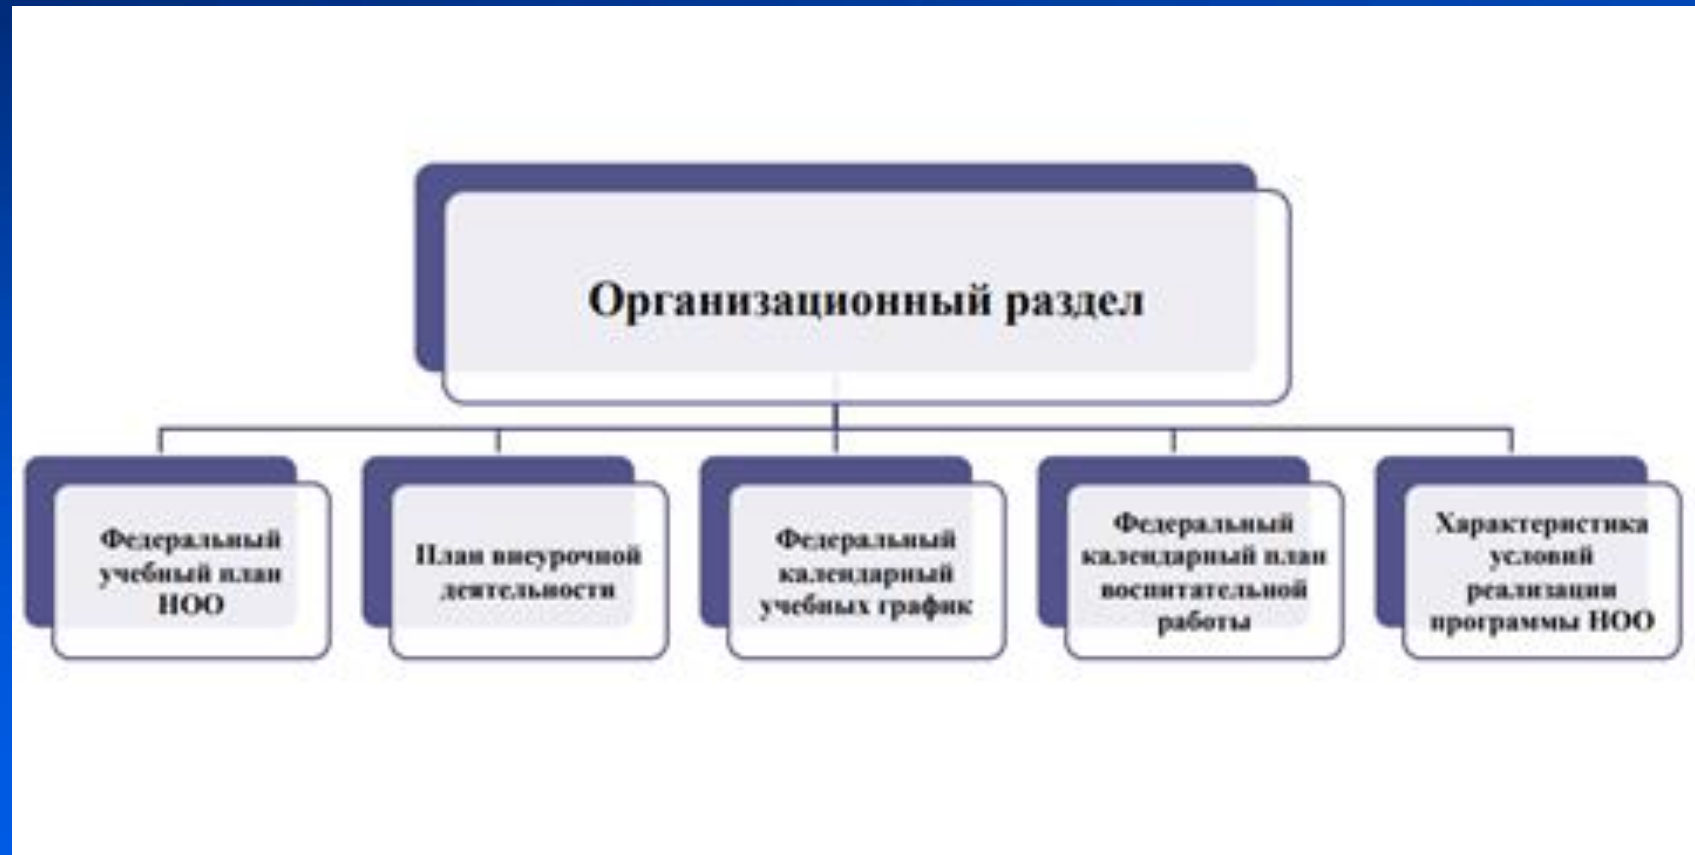 Организационный раздел
Федеральный
учебный план
НОО
План внеурочной
деятельности
Федеральный
календарный
учебных график
Федеральный
календарный план
воспитательной
работы
Характеристика
условий
реализации
программы НОО